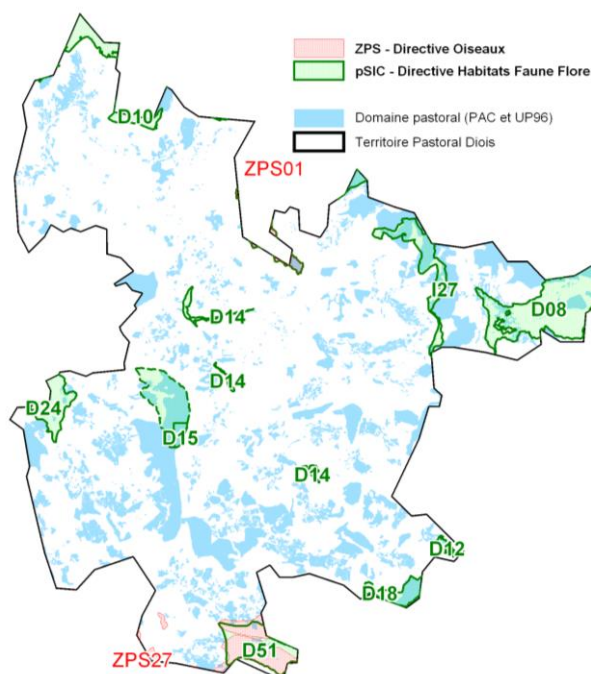 ZPS - Directive Oiseaux
pSIC - Directive Habitats Faune Flore
Domaine pastoral (PAC et UP96)
Territoire Pastoral Diois
D10
ZPS01
I27
D08
D14
D14
D24
D15
D14
D12
D18
D51
ZPS27